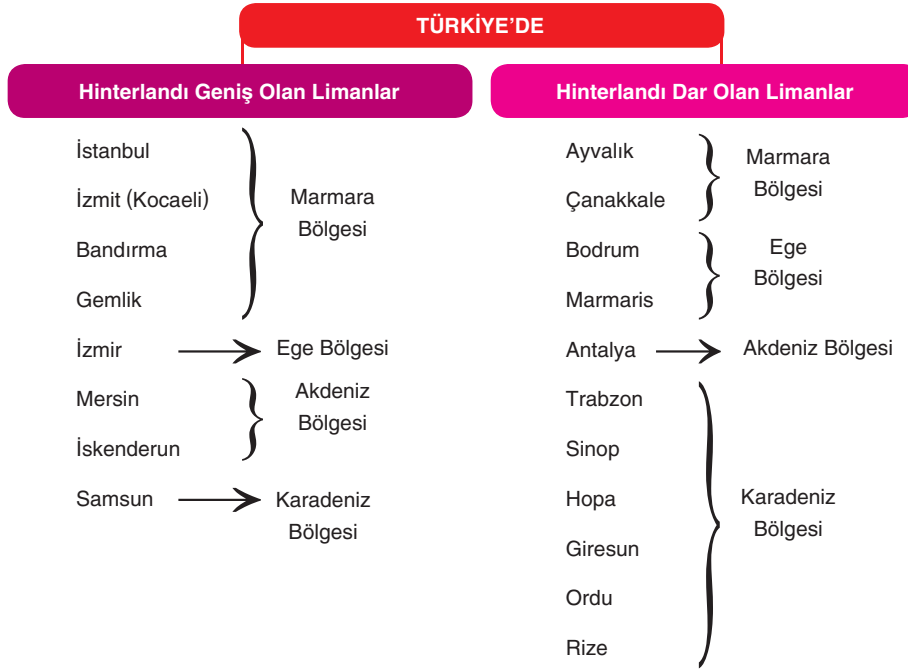 TÜRKİYE'DE
Hinterlandı Geniş Olan Limanlar
İstanbul
İzmit (Kocaeli)
Bandırma
Gemlik
Marmara
Bölgesi
İzmir
Ege Bölgesi
Mersin
İskenderun
Akdeniz
Bölgesi
Samsun
Karadeniz
Bölgesi
Hinterlandı Dar Olan Limanlar
Ayvalık
Çanakkale
Marmara
Bölgesi
Bodrum
Marmaris
Ege
Bölgesi
Antalya
Akdeniz Bölgesi
Trabzon
Sinop
Hopa
Giresun
Ordu
Rize
Karadeniz
Bölgesi